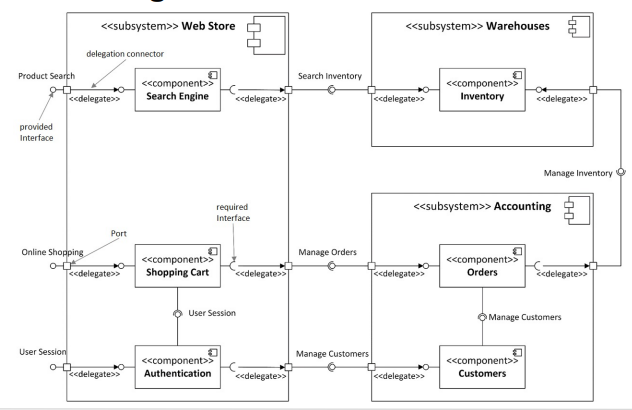 <<subsystem>> Web Store
<<subsystem>> Warehouses
delegation connector
Product Search
<<component>>
Search Engine
Search Inventory
<<component>>
Inventory
<<delegate>>
<<delegate>>
<<delegate>>
<<delegate>>
provided
Interface
Manage Inventory
<<subsystem>> Accounting
required
Interface
Port
Online Shopping
<<component>>
Shopping Cart
Manage Orders
<<component>>
Orders
<<delegate>>
<<delegate>>
<<delegate>>
<<delegate>>
User Session
Manage Customers
User Session
<<component>>
Authentication
Manage Customers
<<component>>
Customers
<<delegate>>
<<delegate>>
<<delegate>>